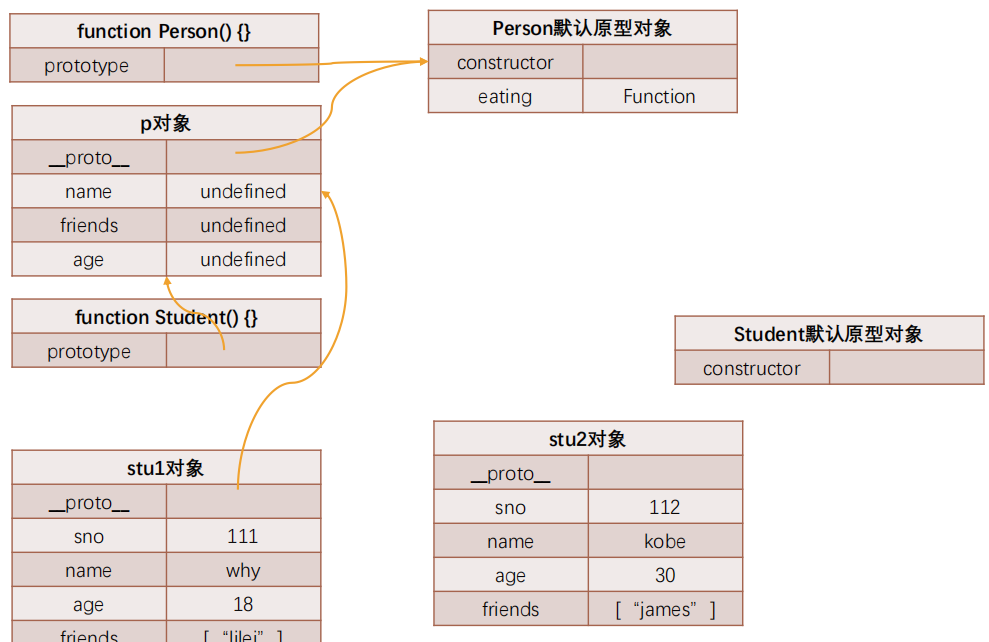 function Person() {}
prototype
Person默认原型对象
constructor
eating Function
p对象
__proto__
name undefined
friends undefined
age undefined
function Student() {}
prototype
Student默认原型对象
constructor
stu1对象
__proto__
sno 111
name why
age 18
friends [ “lilei” ]
stu2对象
__proto__
sno 112
name kobe
age 30
friends [ “james” ]